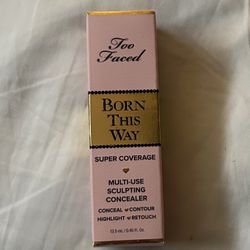 Too
Faced
BORN
THIS
WAY
SUPER COVERAGE
MULTI-USE
SCULPTING
CONCEALER
CONCEAL ♥ CONTOUR
HIGHLIGHT ♥ RETOUCH
13.5 mL / 0.45 Fl. Oz.